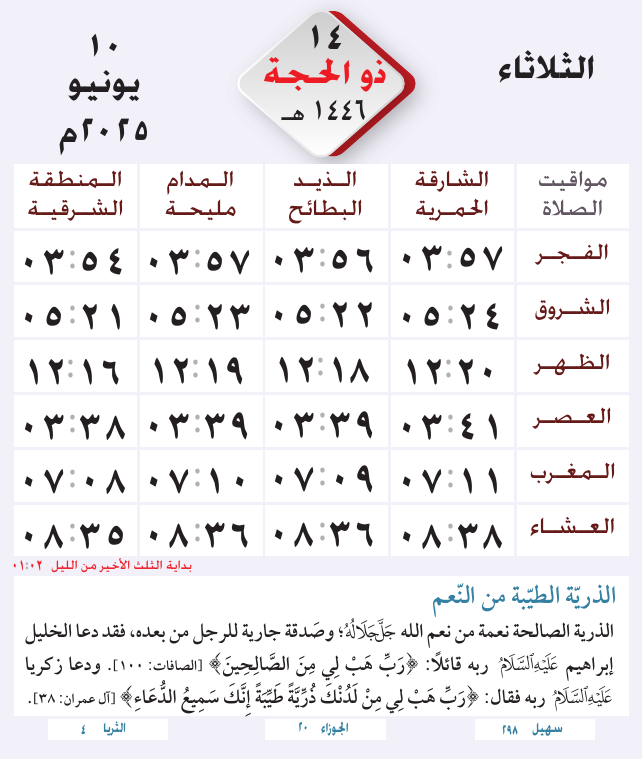 الثلاثاء
١٤
ذو الحجة
١٤٤٦ هـ
١٠
يونيو
٢٠٢٥م
مواقيت الصلاة | الشارقة الحمرية | الذيد البطائح | المدام مليحة | المنطقة الشرقية
الفجر ٠٣:٥٧ ٠٣:٥٦ ٠٣:٥٧ ٠٣:٥٤
الشروق ٠٥:٢٤ ٠٥:٢٢ ٠٥:٢٣ ٠٥:٢١
الظهر ١٢:٢٠ ١٢:١٨ ١٢:١٩ ١٢:١٦
العصر ٠٣:٤١ ٠٣:٣٩ ٠٣:٣٩ ٠٣:٣٨
المغرب ٠٧:١١ ٠٧:٠٩ ٠٧:١٠ ٠٧:٠٨
العشاء ٠٨:٣٨ ٠٨:٣٦ ٠٨:٣٦ ٠٨:٣٥
بداية الثلث الأخير من الليل ٠١:٠٢
الذريّة الطيّبة من النّعم
الذرية الصالحة نعمة من نعم الله جَلَّ جَلَالُهُ؛ وصَدقة جارية للرجل من بعده، فقد دعا الخليل
إبراهيم عَلَيْهِ السَّلَامُ ربه قائلًا: ﴿رَبِّ هَبْ لِي مِنَ الصَّالِحِينَ﴾ [الصافات: ١٠٠]. ودعا زكريا
عَلَيْهِ السَّلَامُ ربه فقال: ﴿رَبِّ هَبْ لِي مِنْ لَدُنْكَ ذُرِّيَّةً طَيِّبَةً إِنَّكَ سَمِيعُ الدُّعَاءِ﴾ [آل عمران: ٣٨].
سهيل ٢٩٨
الجوزاء ٢٠
الثريا ٤